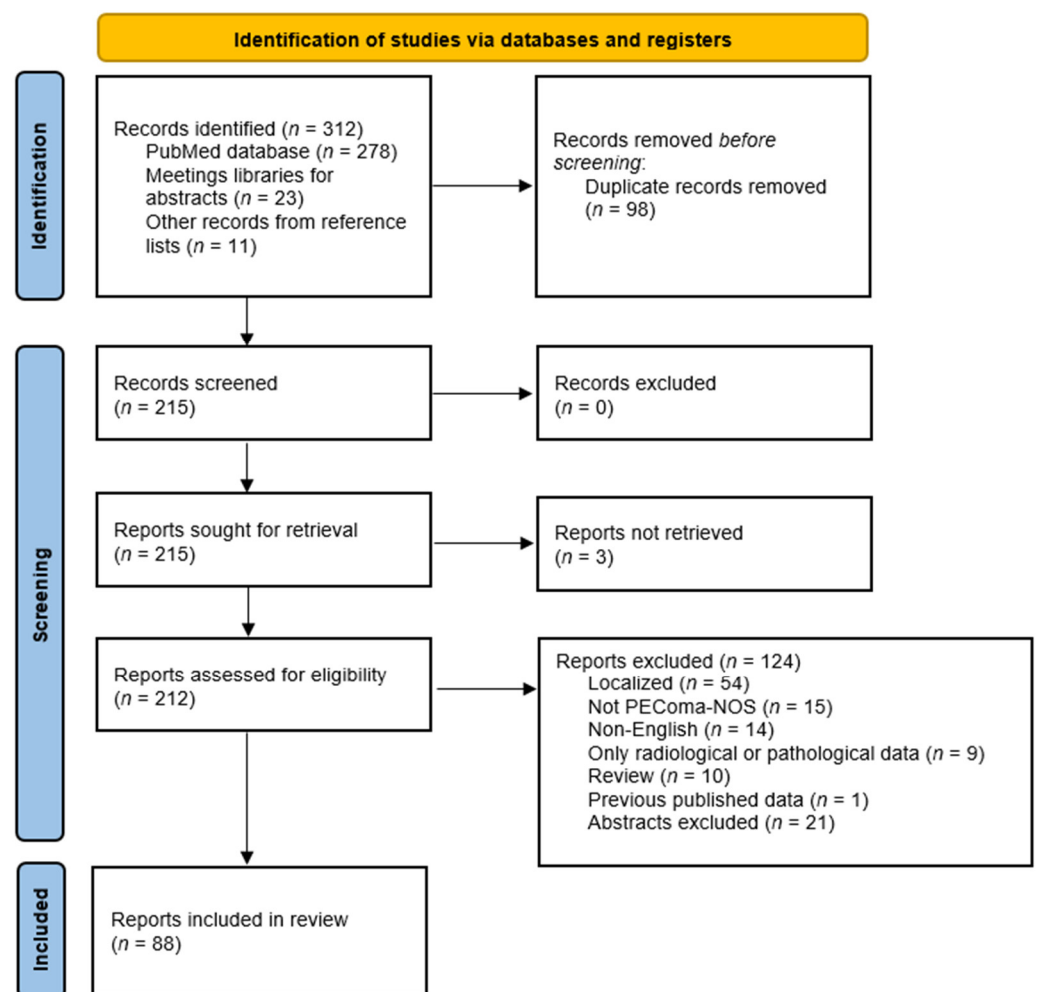 Identification of studies via databases and registers
Identification
Records identified (n = 312)
PubMed database (n = 278)
Meetings libraries for
abstracts (n = 23)
Other records from reference
lists (n = 11)
Records removed before
screening:
Duplicate records removed
(n = 98)
Screening
Records screened
(n = 215)
Records excluded
(n = 0)
Reports sought for retrieval
(n = 215)
Reports not retrieved
(n = 3)
Reports assessed for eligibility
(n = 212)
Reports excluded (n = 124)
Localized (n = 54)
Not PEComa-NOS (n = 15)
Non-English (n = 14)
Only radiological or pathological data (n = 9)
Review (n = 10)
Previous published data (n = 1)
Abstracts excluded (n = 21)
Included
Reports included in review
(n = 88)